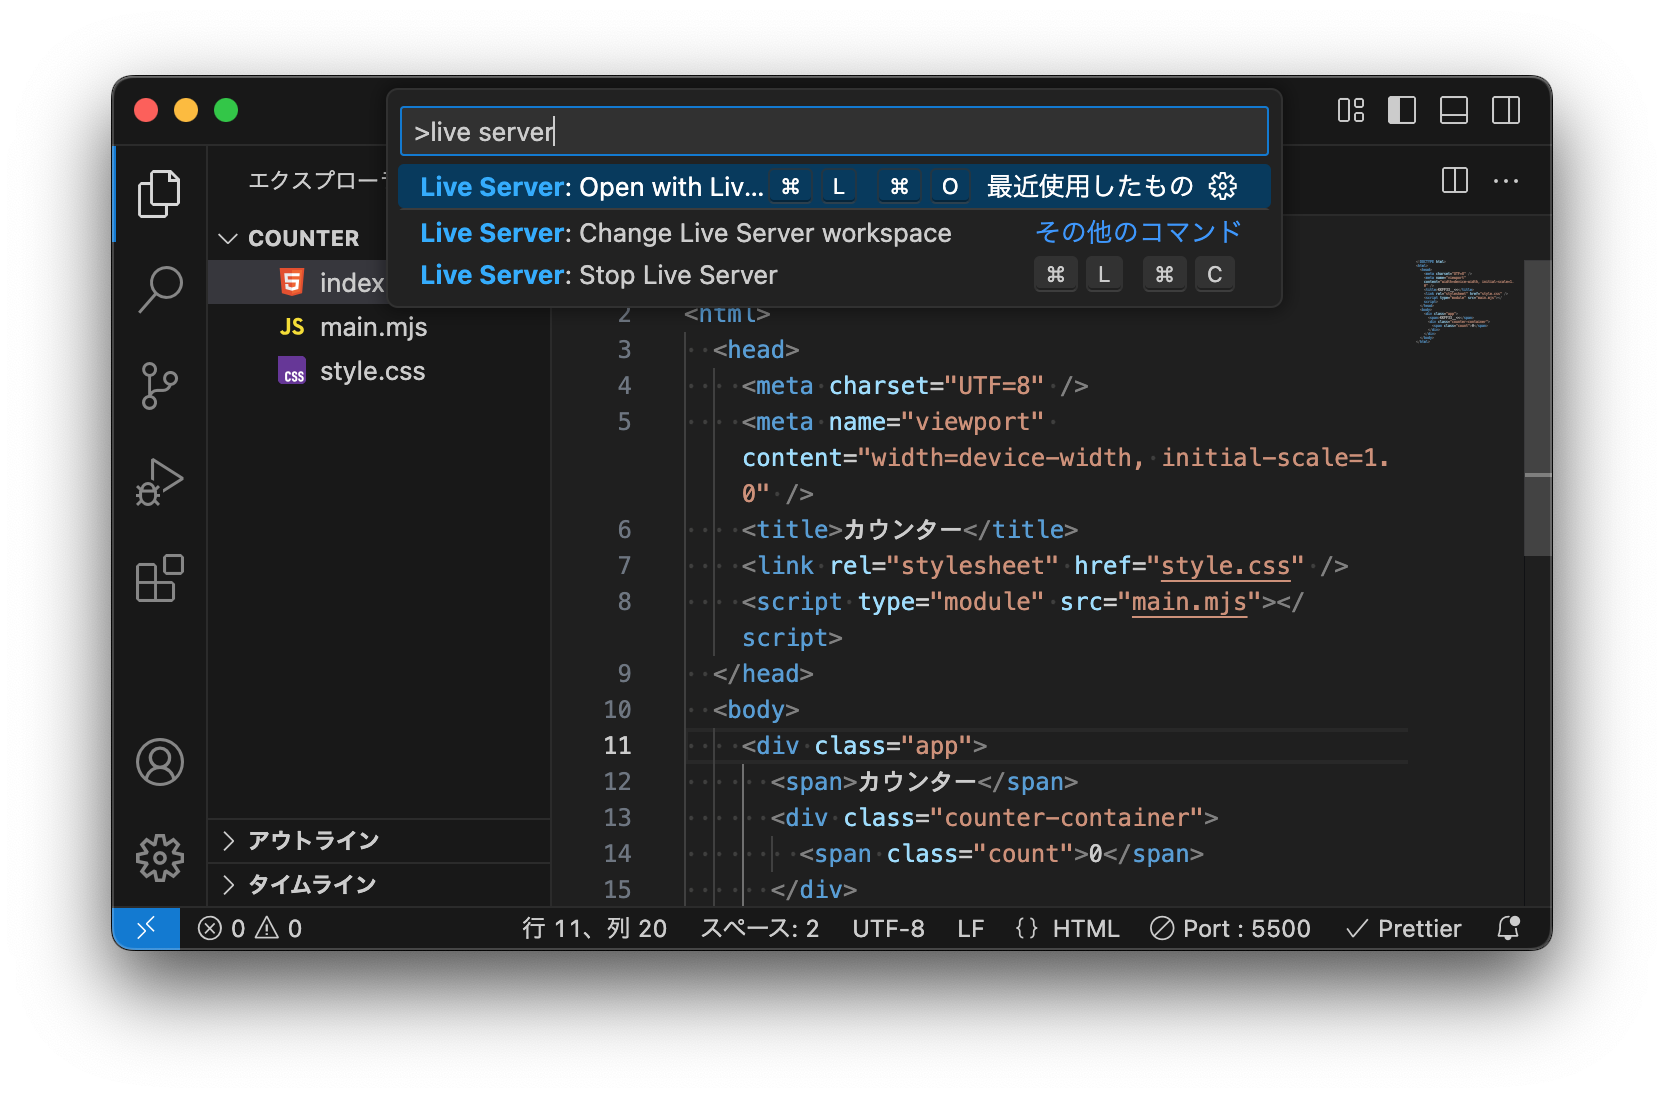 >live server
Live Server: Open with Liv... ⌘ L ⌘ O 最近使用したもの
Live Server: Change Live Server workspace その他のコマンド
Live Server: Stop Live Server ⌘ L ⌘ C
エクスプロー
COUNTER
index
JS main.mjs
CSS style.css
アウトライン
タイムライン
2 <html>
3 <head>
4 <meta charset="UTF=8" />
5 <meta name="viewport"
content="width=device-width, initial-scale=1.
0" />
6 <title>カウンター</title>
7 <link rel="stylesheet" href="style.css" />
8 <script type="module" src="main.mjs"></
script>
9 </head>
10 <body>
11 <div class="app">
12 <span>カウンター</span>
13 <div class="counter-container">
14 <span class="count">0</span>
15 </div>
0 0 行 11、列 20 スペース: 2 UTF-8 LF {} HTML Port : 5500 Prettier